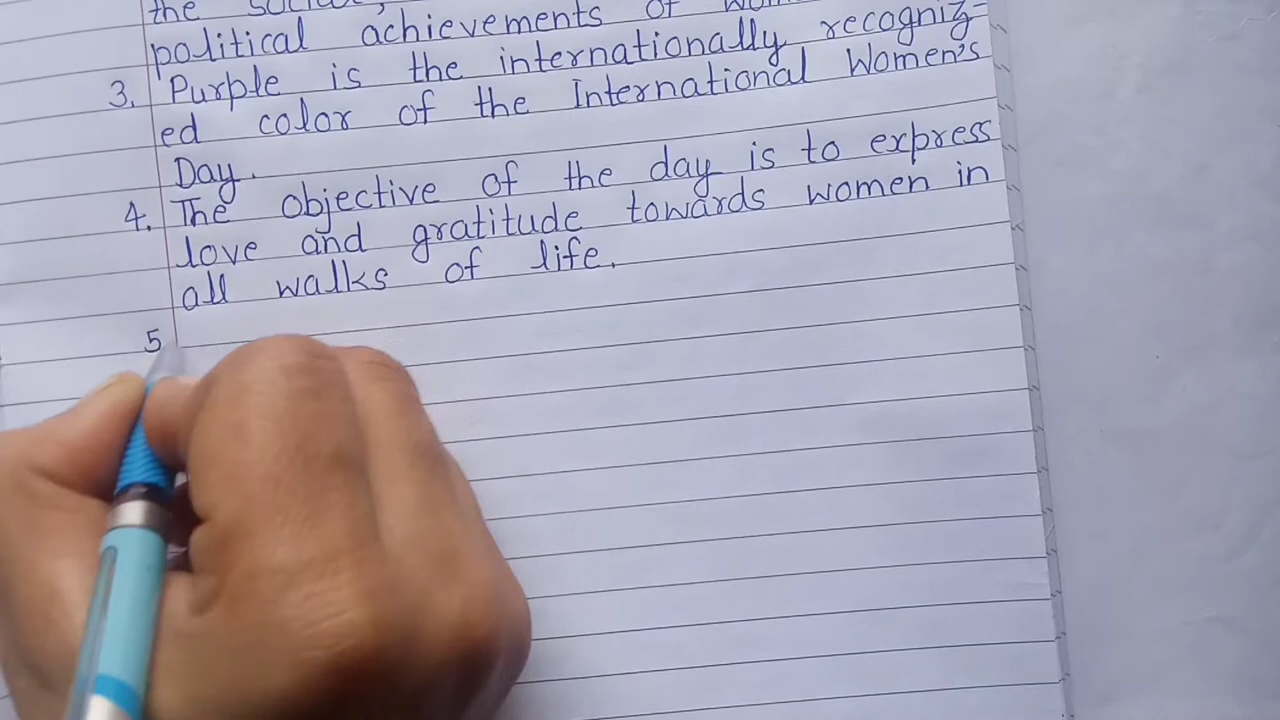 the
political achievements of
3. Purple is the internationally recogniz-
ed color of the International Women's
Day.
4. The objective of the day is to express
love and gratitude towards women in
all walks of life.
5